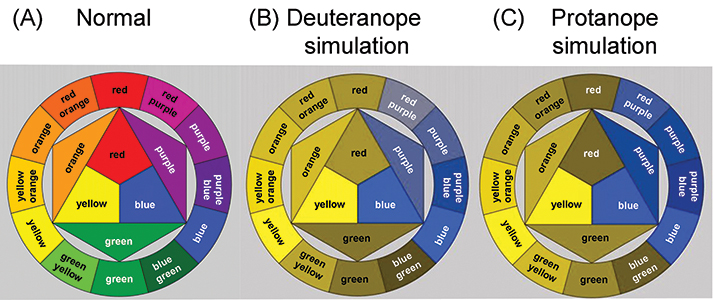 (A) Normal
(B) Deuteranope
simulation
(C) Protanope
simulation
red
red
purple
purple
purple
blue
blue
blue
green
green
green
yellow
yellow
yellow
orange
orange
red
orange
orange
red
purple
yellow
blue
green
red
red
purple
purple
purple
blue
blue
blue
green
green
green
yellow
yellow
yellow
orange
orange
red
orange
orange
red
purple
yellow
blue
green
red
red
purple
purple
purple
blue
blue
blue
green
green
green
yellow
yellow
yellow
orange
orange
red
orange
orange
red
purple
yellow
blue
green